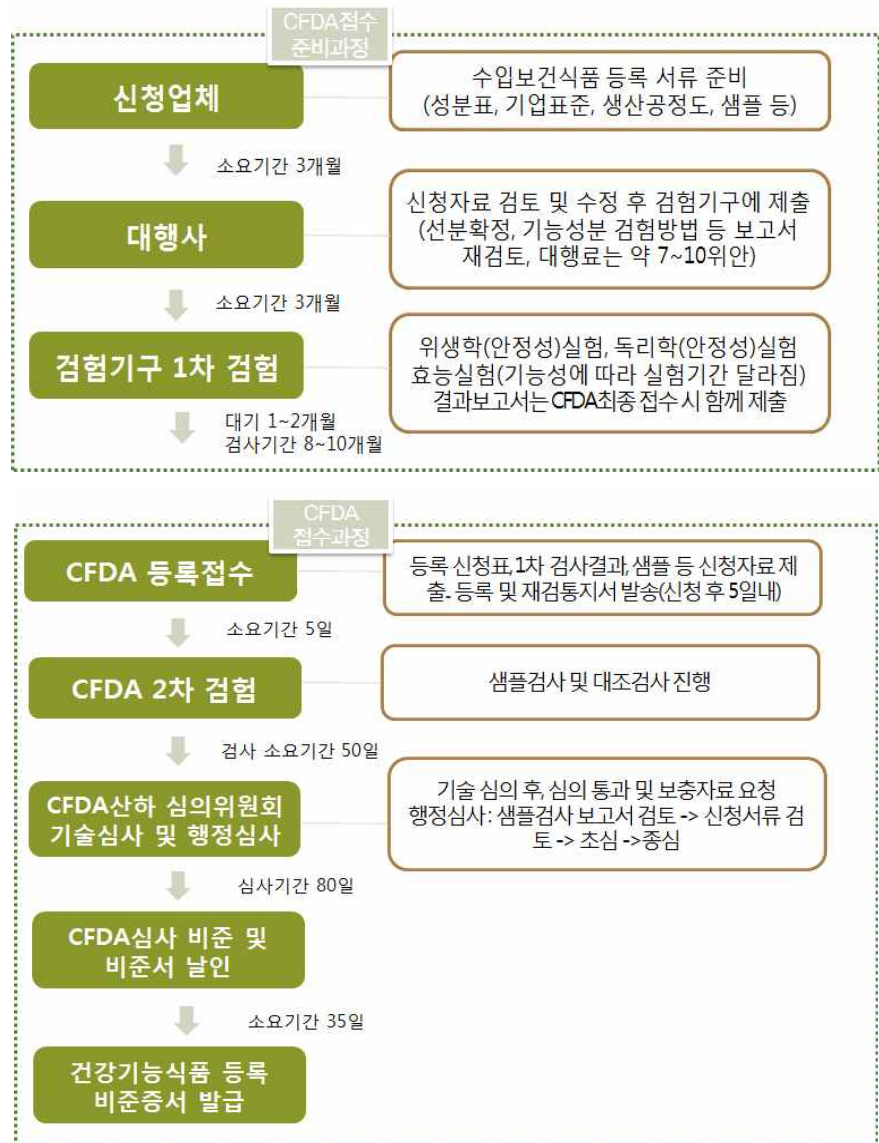 CFDA접수
준비과정
신청업체
수입보건식품 등록 서류 준비
(성분표, 기업표준, 생산공정도, 샘플 등)
소요기간 3개월
대행사
신청자료 검토 및 수정 후 검험기구에 제출
(선분확정, 기능성분 검험방법 등 보고서
재검토, 대행료는 약 7~10위안)
소요기간 3개월
검험기구 1차 검험
위생학(안정성)실험, 독리학(안정성)실험
효능실험(기능성에 따라 실험기간 달라짐)
결과보고서는 CFDA최종 접수 시 함께 제출
대기 1~2개월
검사기간 8~10개월
CFDA
접수과정
CFDA 등록접수
등록 신청표, 1차 검사결과, 샘플 등 신청자료 제
출. 등록 및 재검통지서 발송(신청 후 5일내)
소요기간 5일
CFDA 2차 검험
샘플검사 및 대조검사 진행
검사 소요기간 50일
CFDA산하 심의위원회
기술심사 및 행정심사
기술 심의 후, 심의 통과 및 보충자료 요청
행정심사 : 샘플검사 보고서 검토 -> 신청서류 검
토 -> 초심 ->종심
심사기간 80일
CFDA심사 비준 및
비준서 날인
소요기간 35일
건강기능식품 등록
비준증서 발급